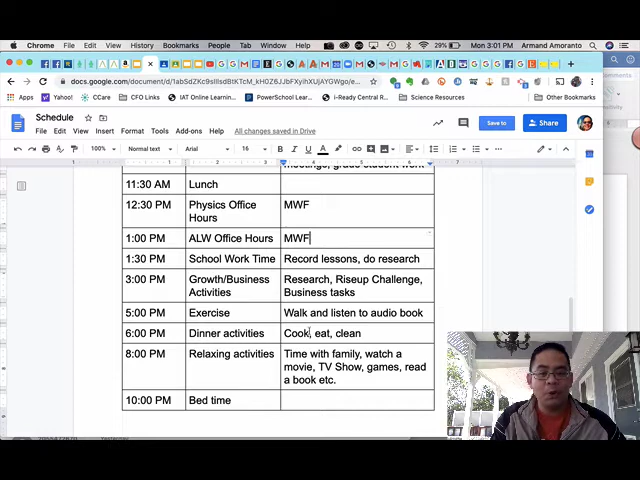 Chrome File Edit View History Bookmarks People Tab Window Help 29% Mon 3:01 PM Armand Amoranto
Apps Yahoo! CCare CFO Links IAT Online Learning PowerSchool Learning i-Ready Central R... Science Resources Other Bookmarks
Schedule
File Edit View Insert Format Tools Add-ons Help All changes saved in Drive
Save to
Share
100% Normal text Arial 16
11:30 AM Lunch
12:30 PM Physics Office MWF
Hours
1:00 PM ALW Office Hours MWF
1:30 PM School Work Time Record lessons, do research
3:00 PM Growth/Business Research, Riseup Challenge,
Activities Business tasks
5:00 PM Exercise Walk and listen to audio book
6:00 PM Dinner activities Cook, eat, clean
8:00 PM Relaxing activities Time with family, watch a
movie, TV Show, games, read
a book etc.
10:00 PM Bed time